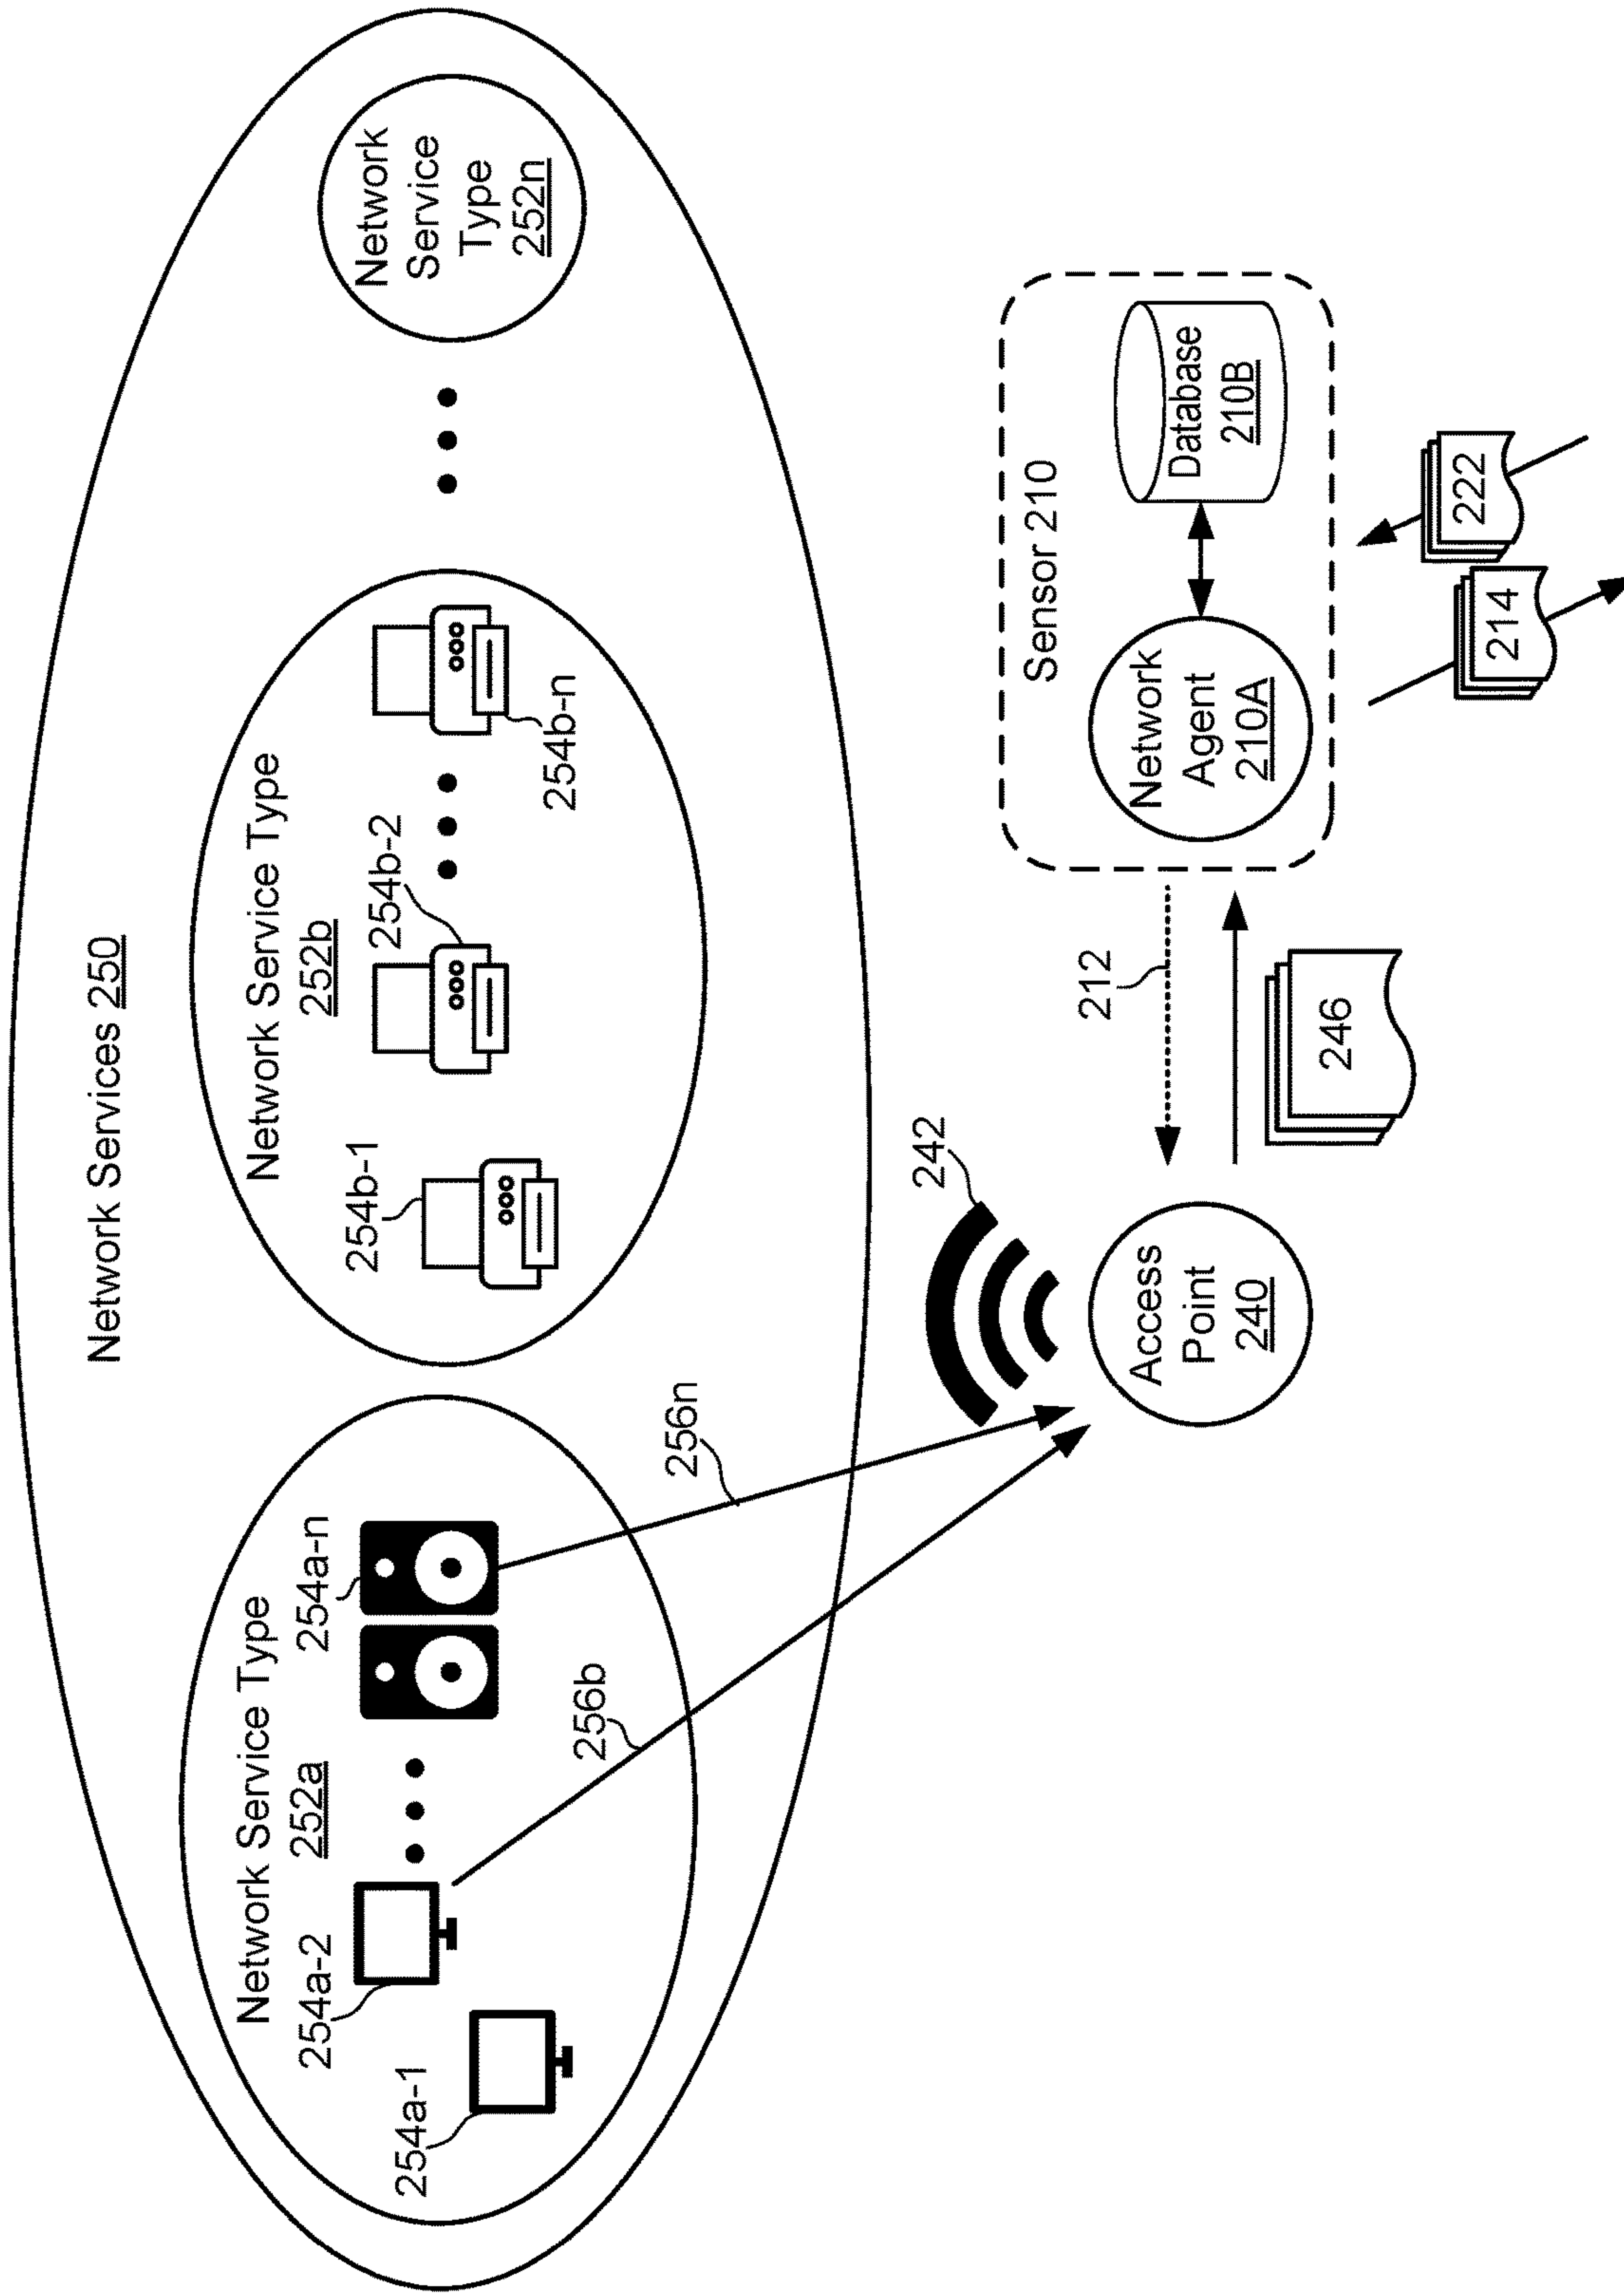 Network Services 250
Network Service Type
252a
254a-1
254a-2
254a-n
256b
256n
Network Service Type
252b
254b-1
254b-2
254b-n
Network
Service
Type
252n
242
Access
Point
240
212
246
Sensor 210
Network
Agent
210A
Database
210B
214
222